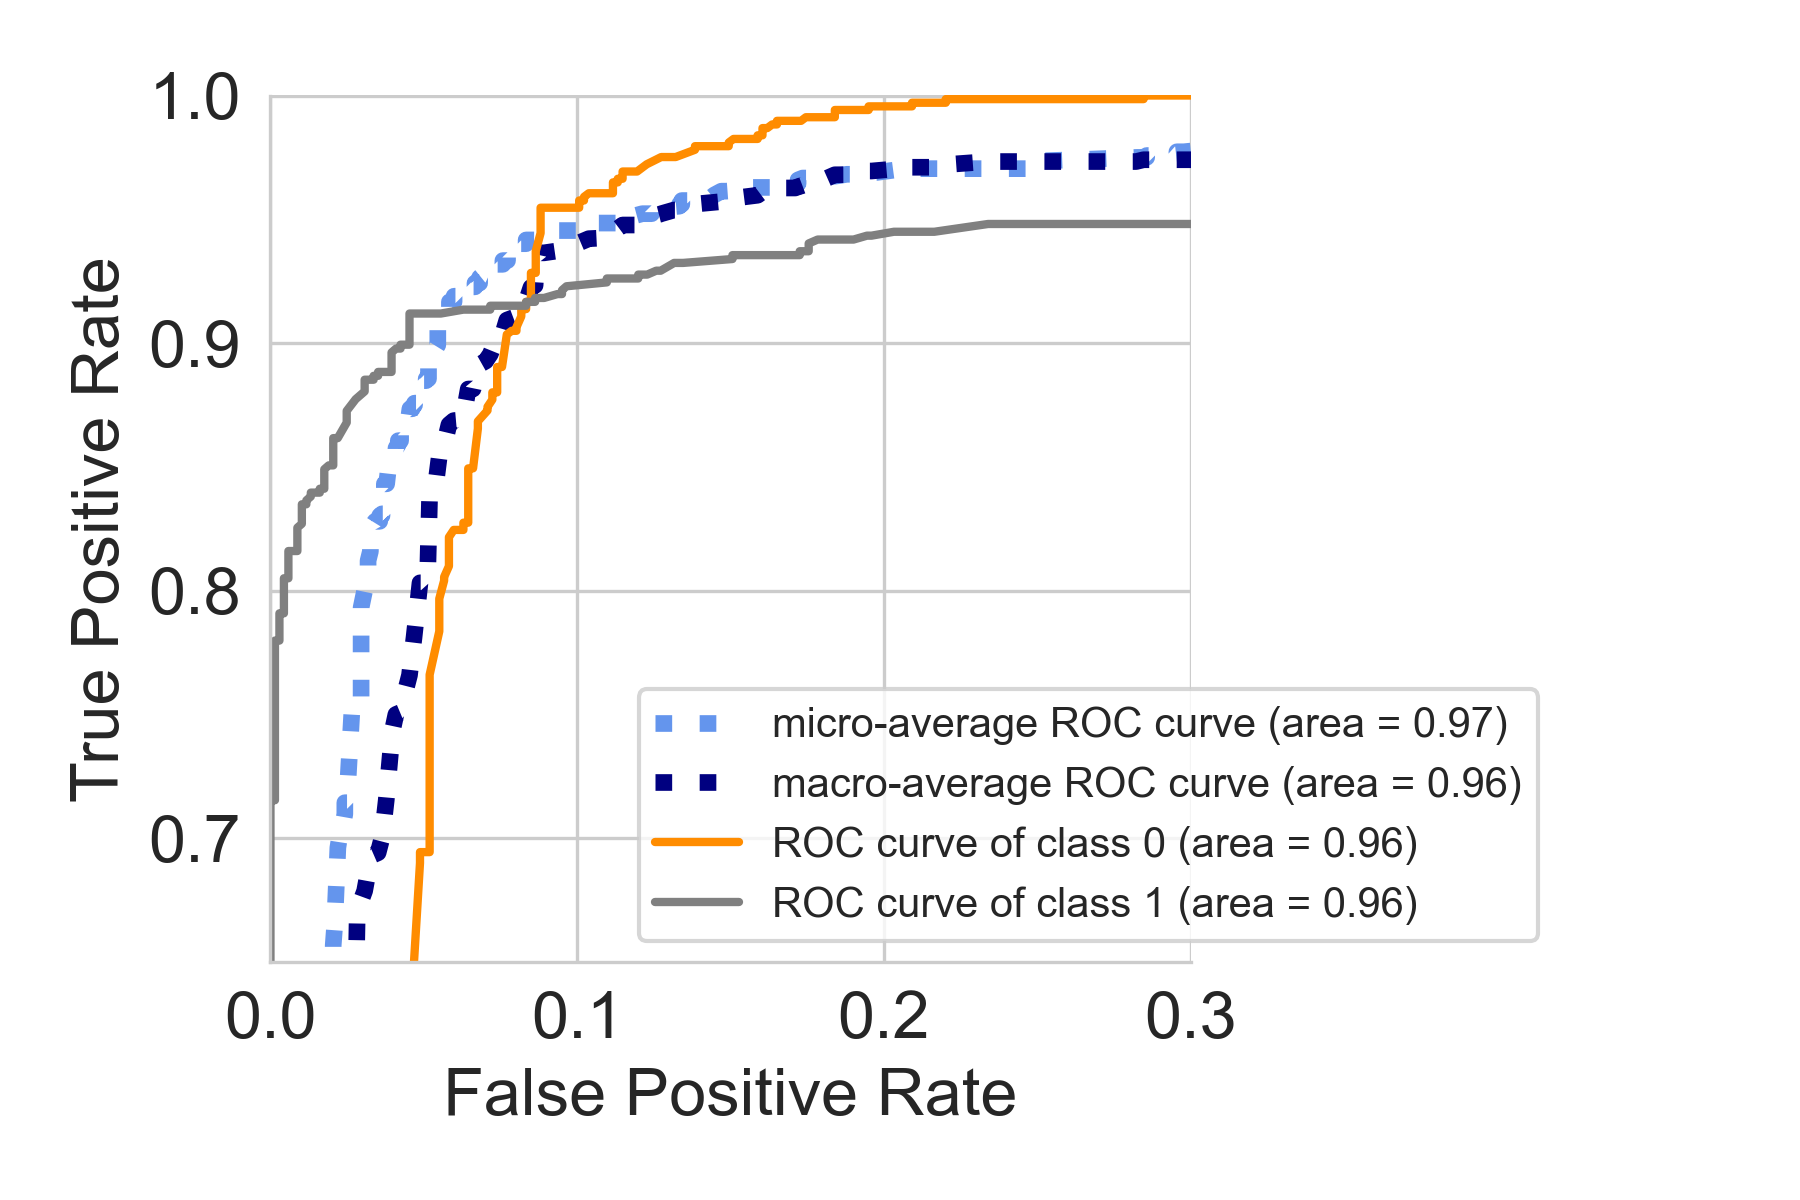 True Positive Rate
1.0
0.9
0.8
0.7
micro-average ROC curve (area = 0.97)
macro-average ROC curve (area = 0.96)
ROC curve of class 0 (area = 0.96)
ROC curve of class 1 (area = 0.96)
0.0 0.1 0.2 0.3
False Positive Rate